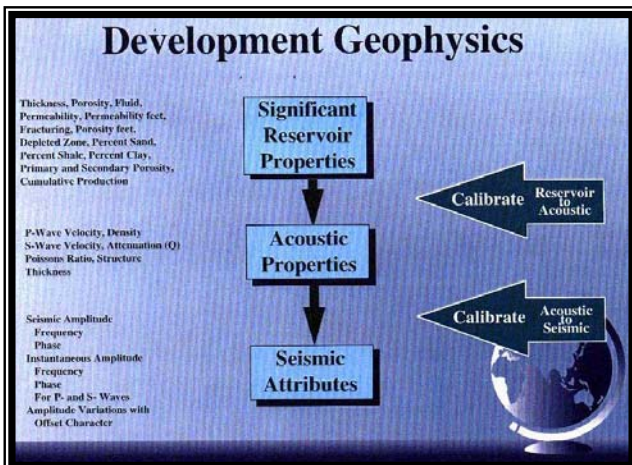 Development Geophysics
Thickness, Porosity, Fluid,
Permeability, Permeability feet,
Fracturing, Porosity feet,
Depleted Zone, Percent Sand,
Percent Shale, Percent Clay,
Primary and Secondary Porosity,
Cumulative Production
Significant
Reservoir
Properties
Calibrate
Reservoir
to
Acoustic
P-Wave Velocity, Density
S-Wave Velocity, Attenuation (Q)
Poissons Ratio, Structure
Thickness
Acoustic
Properties
Calibrate
Acoustic
to
Seismic
Seismic Amplitude
Frequency
Phase
Instantaneous Amplitude
Frequency
Phase
For P- and S- Waves
Amplitude Variations with
Offset Character
Seismic
Attributes